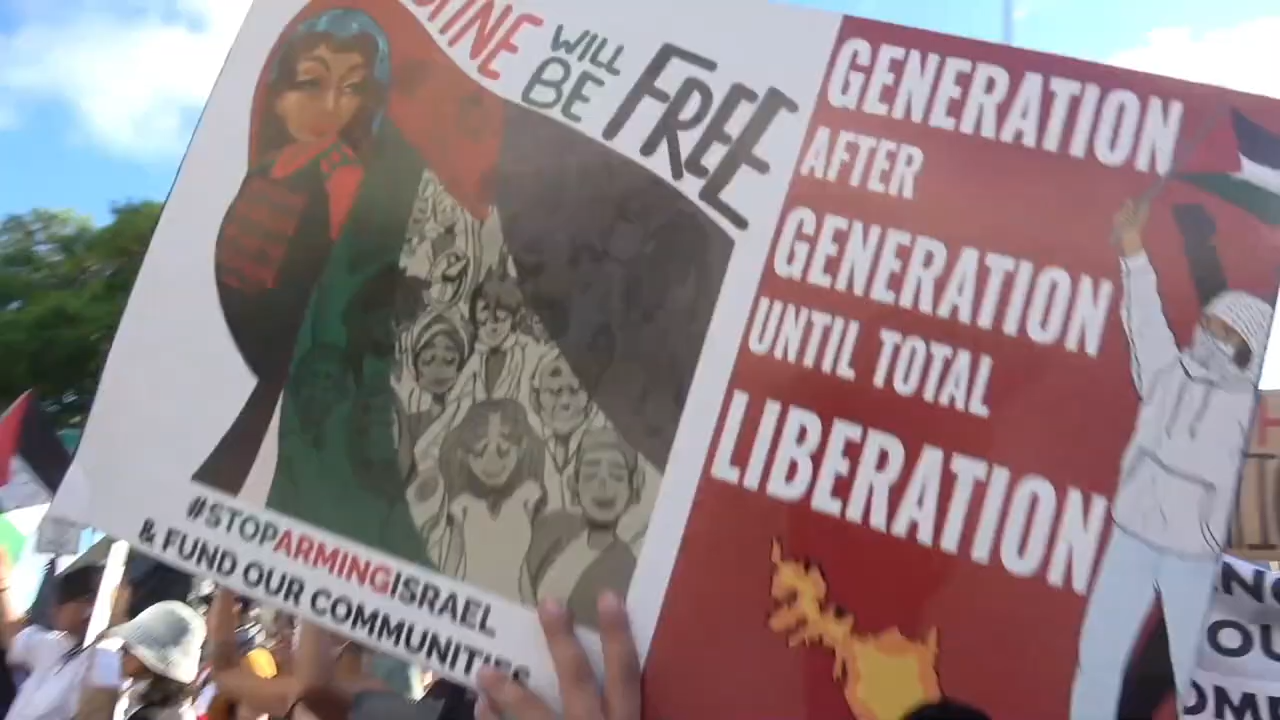 WILL
BE
FREE
#STOPARMINGISRAEL
& FUND OUR COMMUNITIES
GENERATION
AFTER
GENERATION
UNTIL TOTAL
LIBERATION